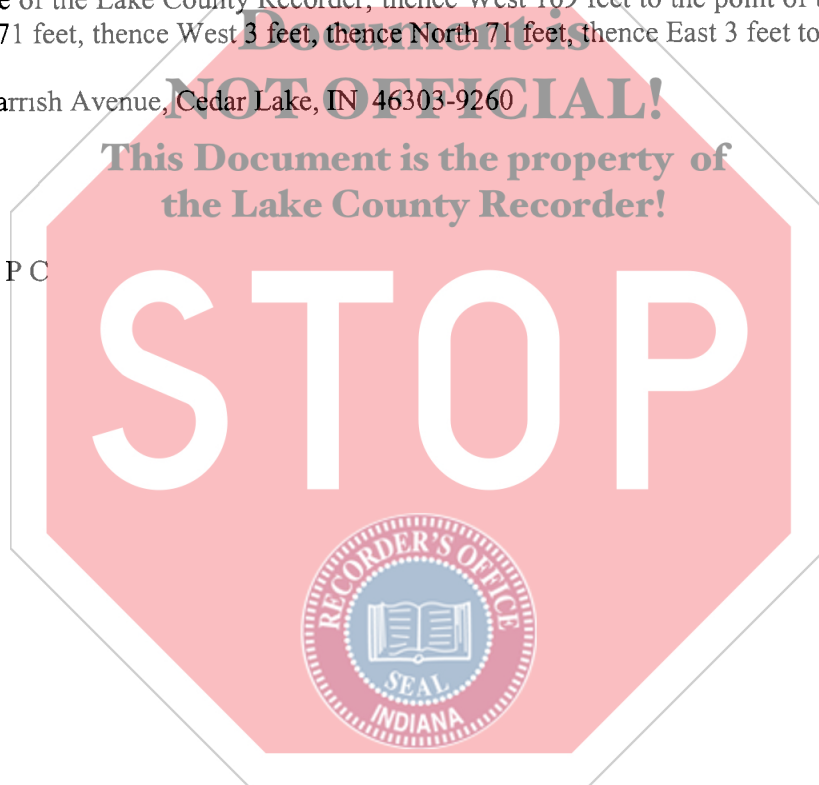 of the Lake County Recorder, thence West 169 feet to the point of
Document is
71 feet, thence West 3 feet, thence North 71 feet, thence East 3 feet to
NOT OFFICIAL!
arrish Avenue, Cedar Lake, IN 46303-9260
This Document is the property of
the Lake County Recorder!
P C
STOP
RECORDER'S OFFICE
SEAL
INDIANA